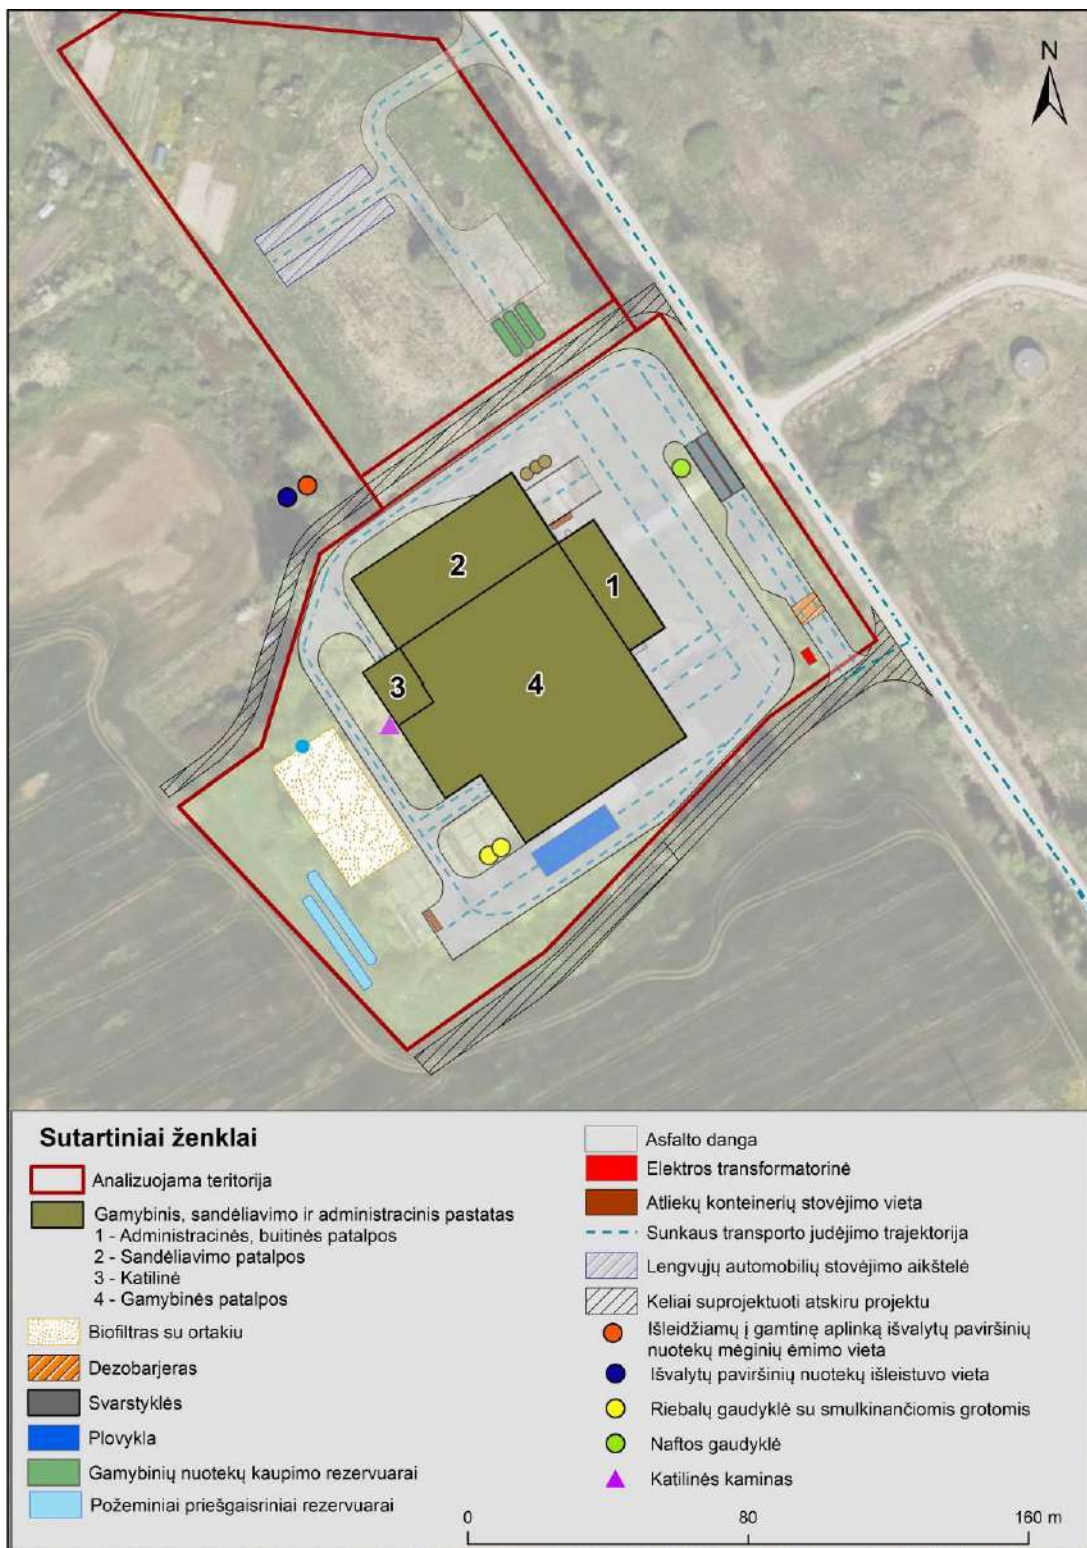 N
2
1
3
4
Sutartiniai ženklai
Analizuojama teritorija
Gamybinis, sandėliavimo ir administracinis pastatas
1 - Administracinės, buitinės patalpos
2 - Sandėliavimo patalpos
3 - Katilinė
4 - Gamybinės patalpos
Biofiltras su ortakiu
Dezobarjeras
Svarstyklės
Plovykla
Gamybinių nuotekų kaupimo rezervuarai
Požeminiai priešgaisriniai rezervuarai
Asfalto danga
Elektros transformatorinė
Atliekų konteinerių stovėjimo vieta
Sunkaus transporto judėjimo trajektorija
Lengvųjų automobilių stovėjimo aikštelė
Keliai suprojektuoti atskiru projektu
Išleidžiamų į gamtinę aplinką išvalytų paviršinių
nuotekų mėginių ėmimo vieta
Išvalytų paviršinių nuotekų išleistuvo vieta
Riebalų gaudyklė su smulkinančiomis grotomis
Naftos gaudyklė
Katilinės kaminas
0 80 160 m